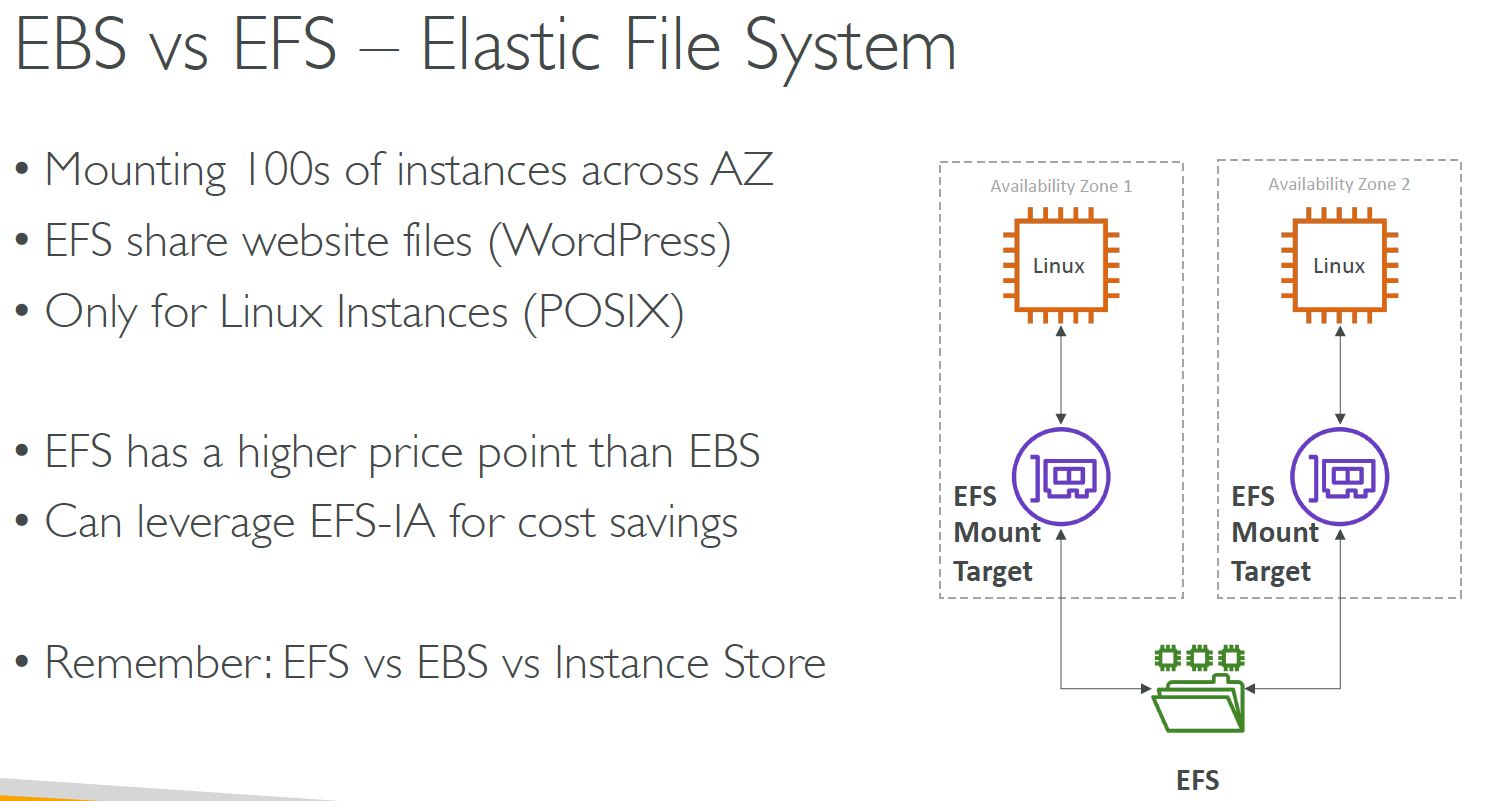 EBS vs EFS – Elastic File System
• Mounting 100s of instances across AZ
• EFS share website files (WordPress)
• Only for Linux Instances (POSIX)
• EFS has a higher price point than EBS
• Can leverage EFS-IA for cost savings
• Remember: EFS vs EBS vs Instance Store
Availability Zone 1
Linux
EFS
Mount
Target
Availability Zone 2
Linux
EFS
Mount
Target
EFS